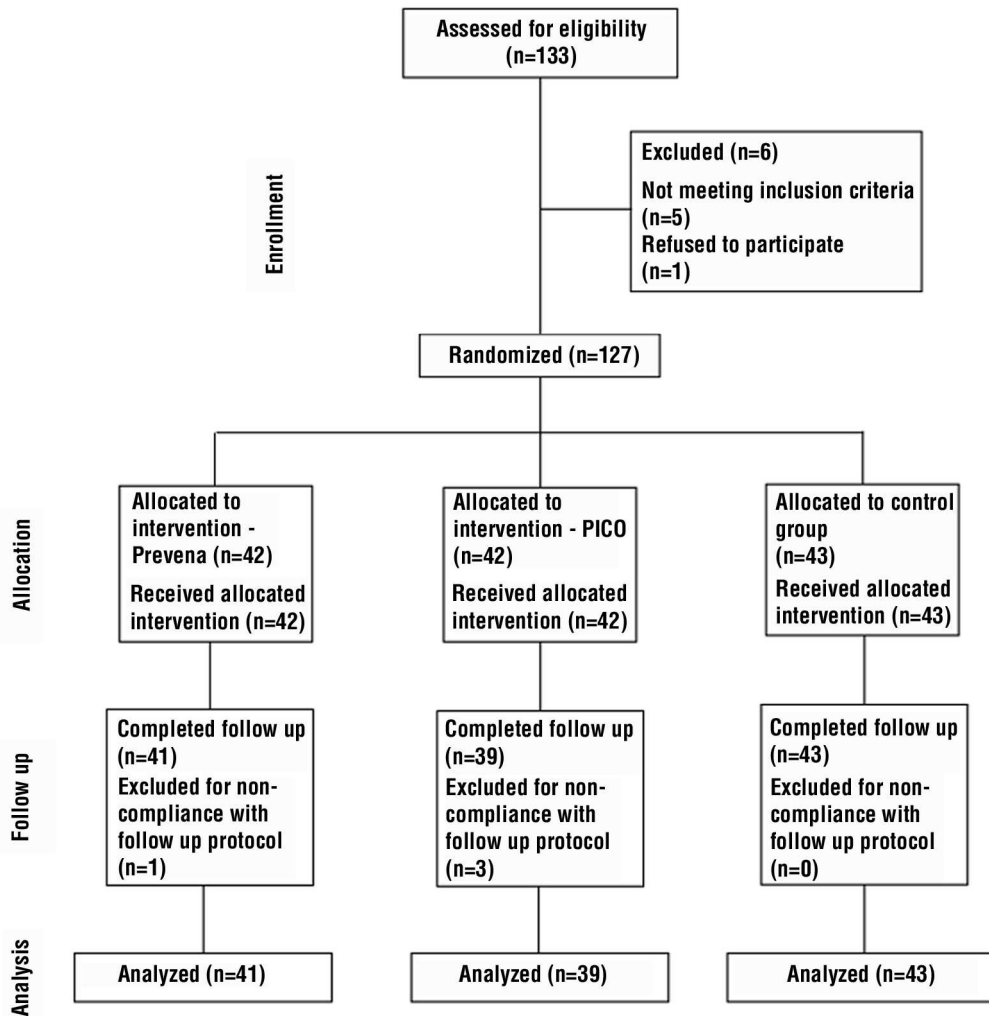 Assessed for eligibility
(n=133)
Enrollment
Excluded (n=6)
Not meeting inclusion criteria
(n=5)
Refused to participate
(n=1)
Randomized (n=127)
Allocation
Allocated to
intervention -
Prevena (n=42)
Received allocated
intervention (n=42)
Allocated to
intervention - PICO
(n=42)
Received allocated
intervention (n=42)
Allocated to control
group
(n=43)
Received allocated
intervention (n=43)
Follow up
Completed follow up
(n=41)
Excluded for non-
compliance with
follow up protocol
(n=1)
Completed follow up
(n=39)
Excluded for non-
compliance with
follow up protocol
(n=3)
Completed follow up
(n=43)
Excluded for non-
compliance with
follow up protocol
(n=0)
Analysis
Analyzed (n=41)
Analyzed (n=39)
Analyzed (n=43)